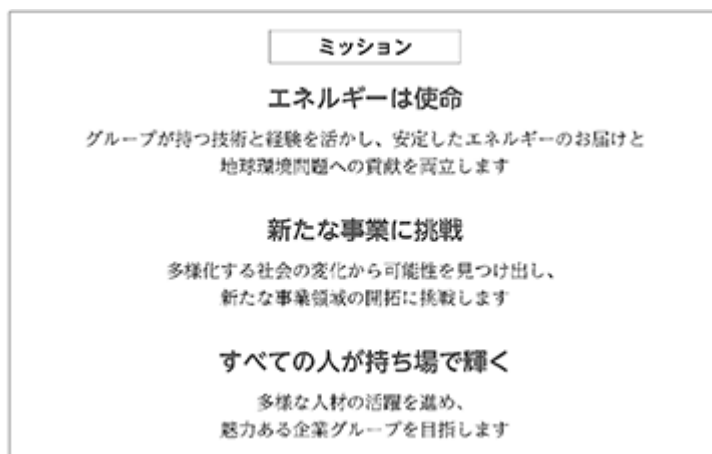 ミッション
エネルギーは使命
グループが持つ技術と経験を活かし、安定したエネルギーのお届けと
地球環境問題への貢献を両立します
新たな事業に挑戦
多様化する社会の変化から可能性を見つけ出し、
新たな事業領域の開拓に挑戦します
すべての人が持ち場で輝く
多様な人材の活躍を進め、
魅力ある企業グループを目指します